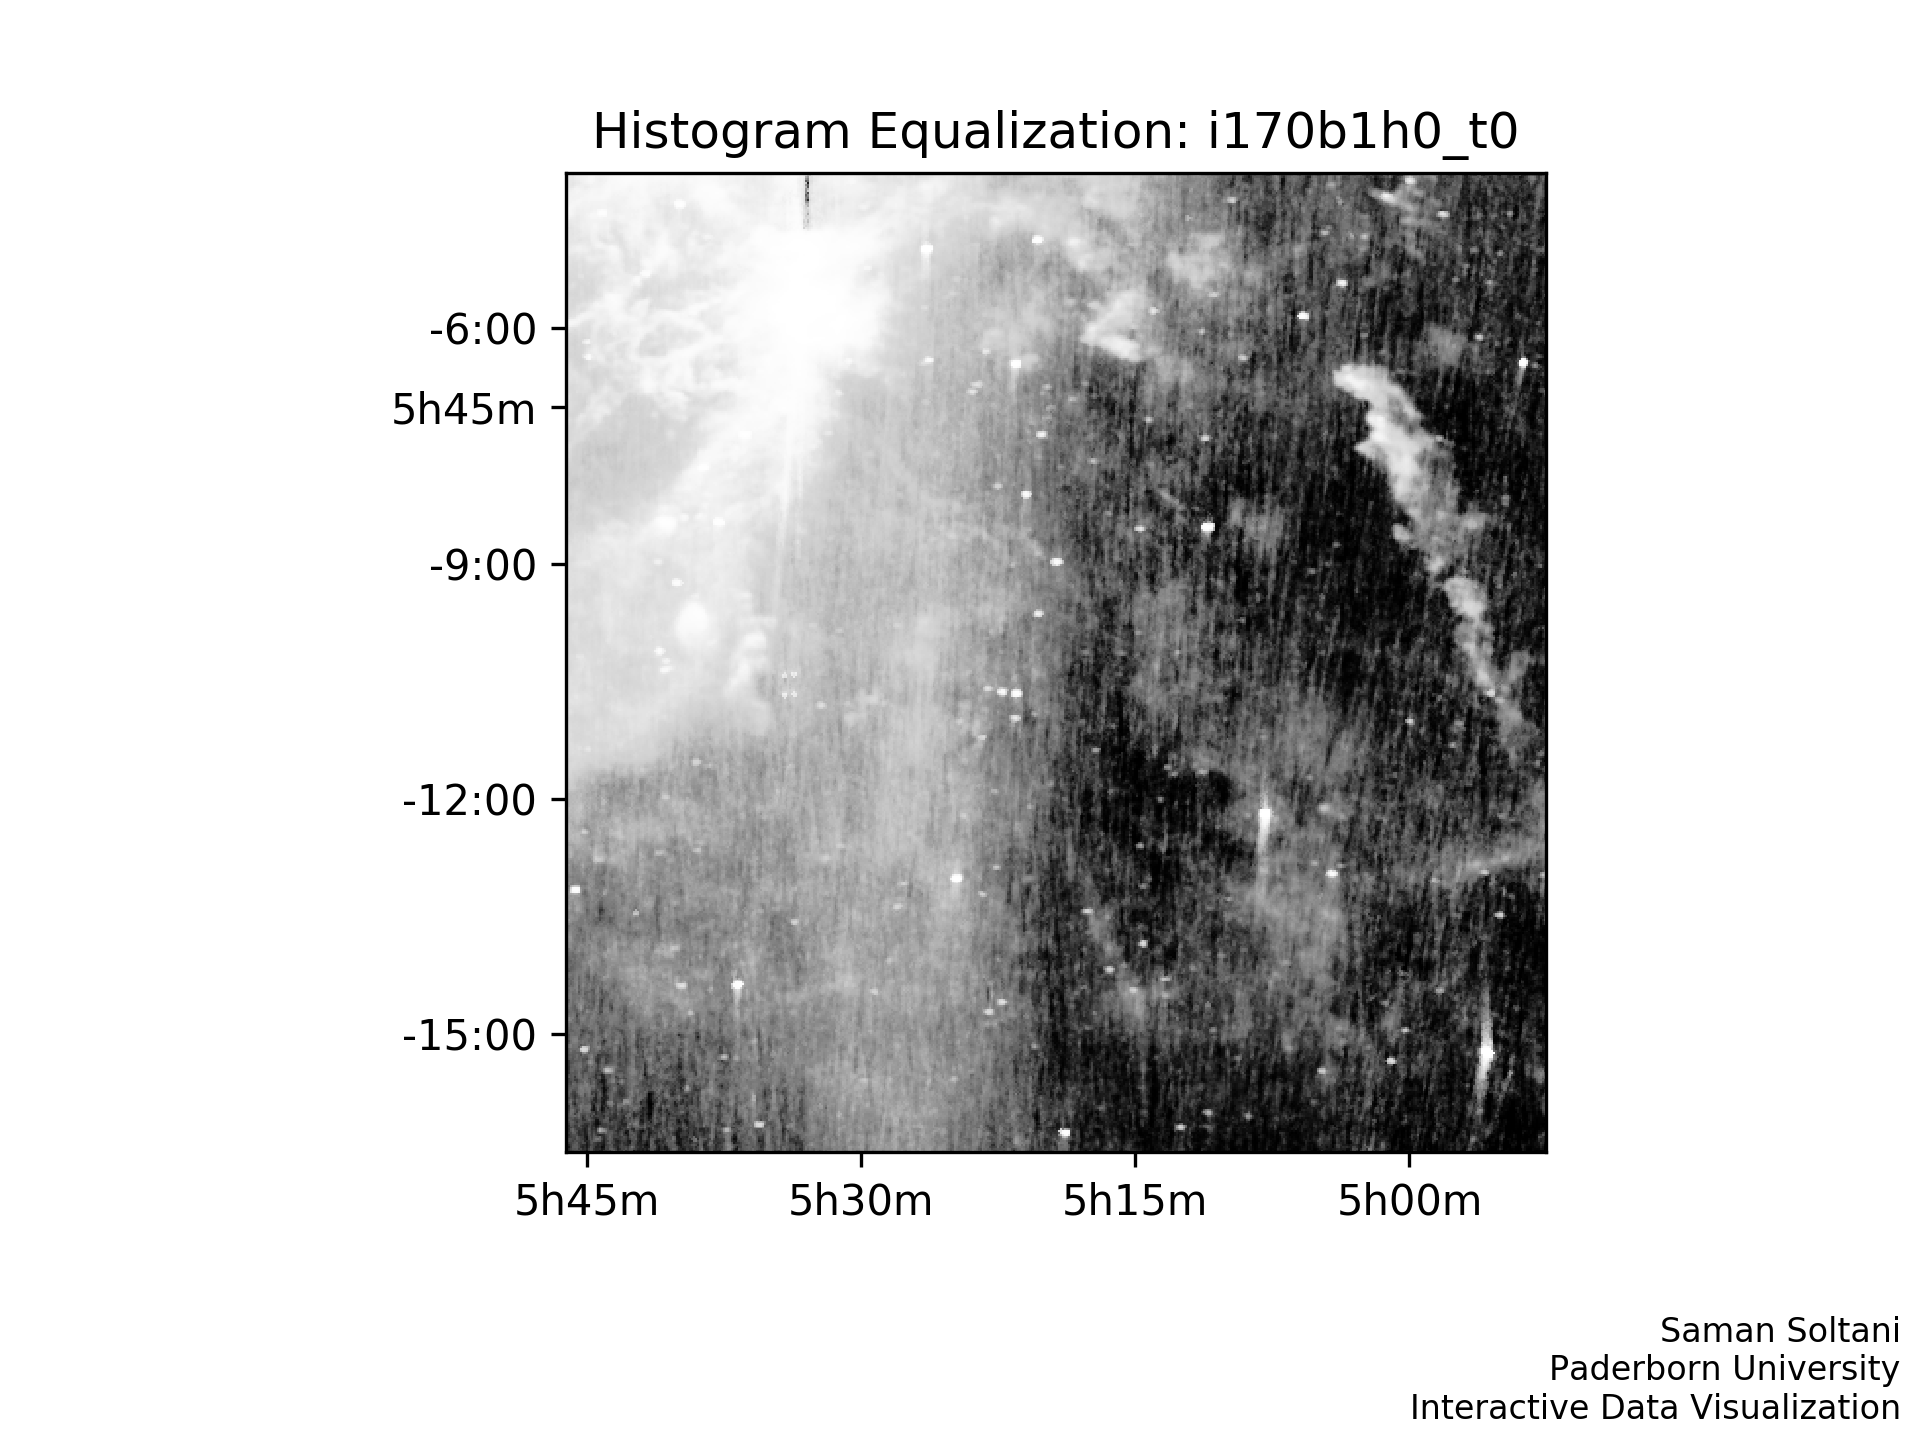 Histogram Equalization: i170b1h0_t0
-6:00
5h45m
-9:00
-12:00
-15:00
5h45m 5h30m 5h15m 5h00m
Saman Soltani
Paderborn University
Interactive Data Visualization